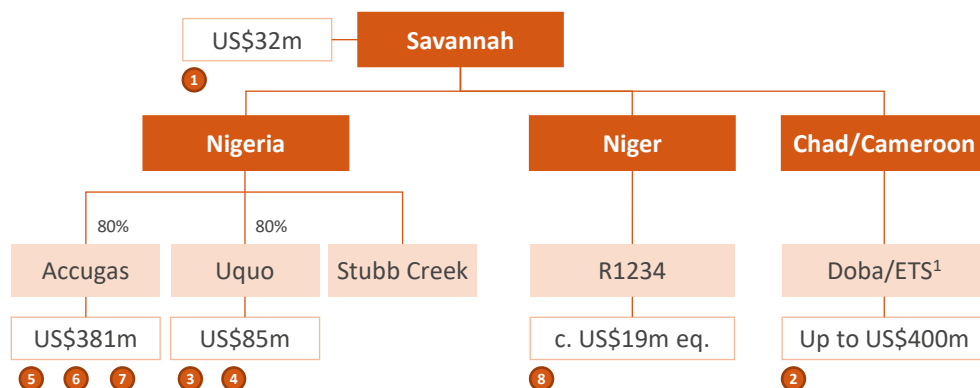 US$32m
Savannah
1
Nigeria
Niger
Chad/Cameroon
80%
80%
Accugas
Uquo
Stubb Creek
R1234
Doba/ETS¹
US$381m
US$85m
c. US$19m eq.
Up to US$400m
5 6 7
3 4
8
2